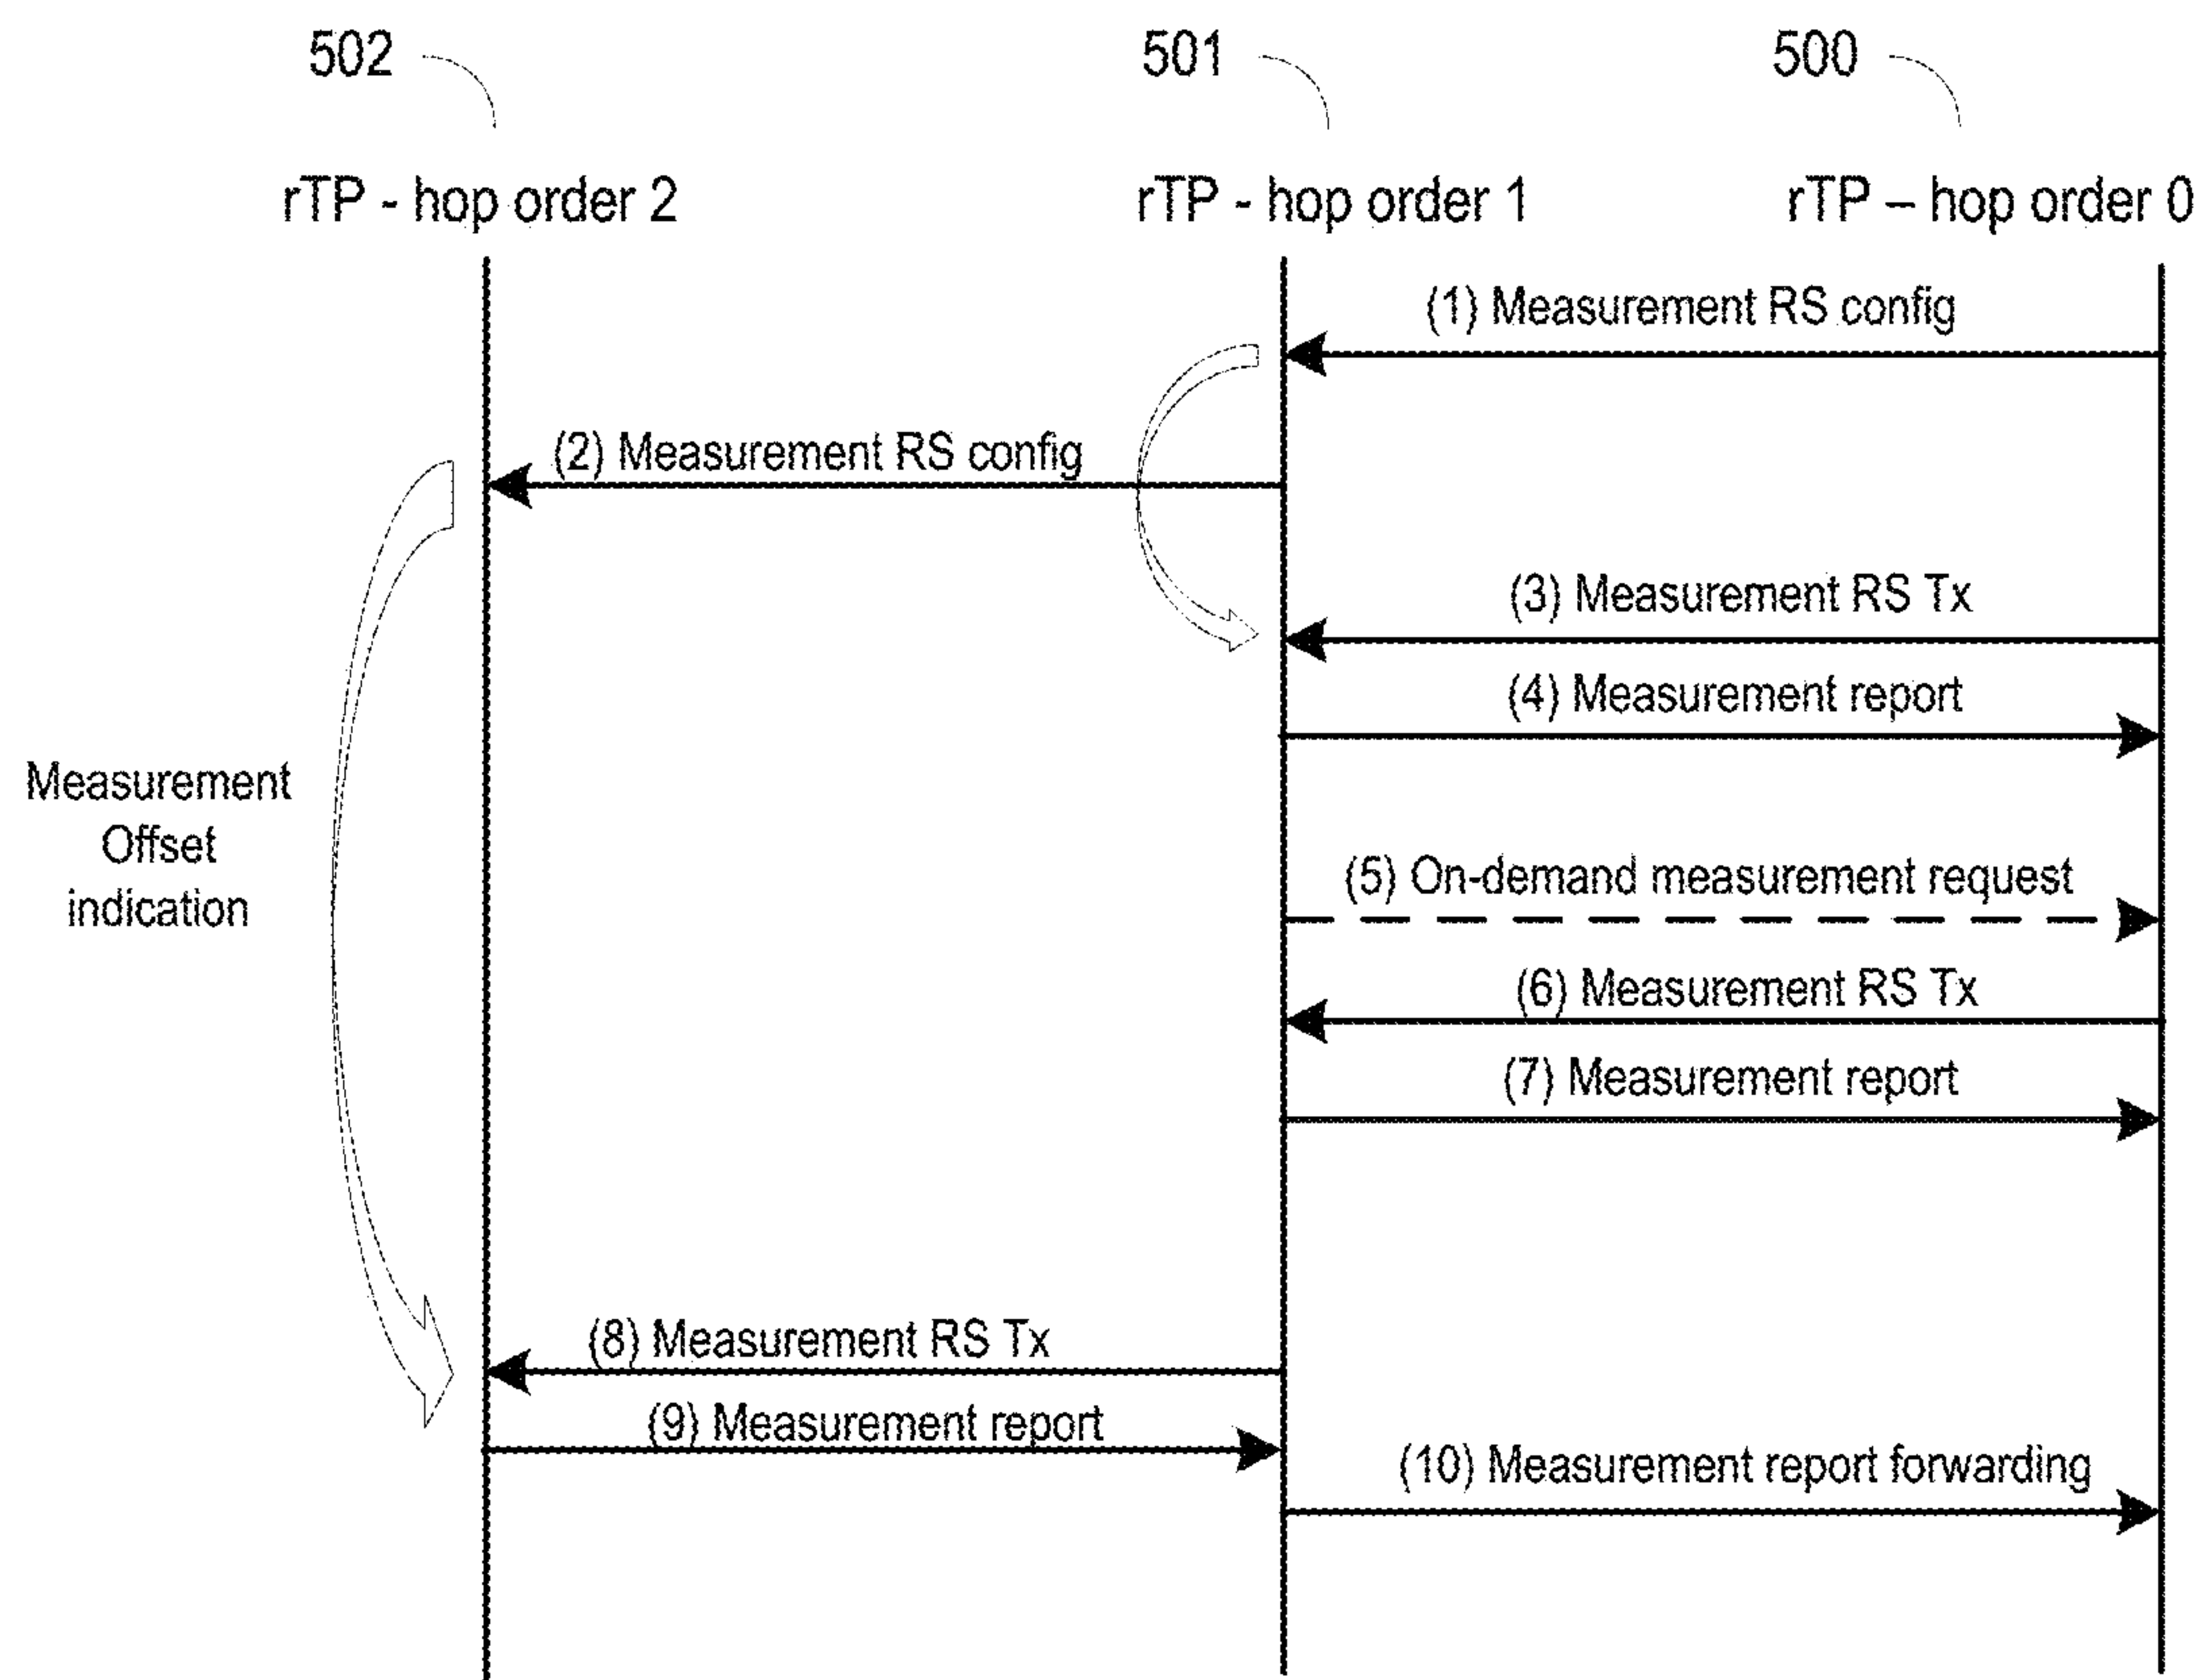 502
501
500
rTP - hop order 2
rTP - hop order 1
rTP – hop order 0
(1) Measurement RS config
(2) Measurement RS config
(3) Measurement RS Tx
(4) Measurement report
Measurement
Offset
indication
(5) On-demand measurement request
(6) Measurement RS Tx
(7) Measurement report
(8) Measurement RS Tx
(9) Measurement report
(10) Measurement report forwarding